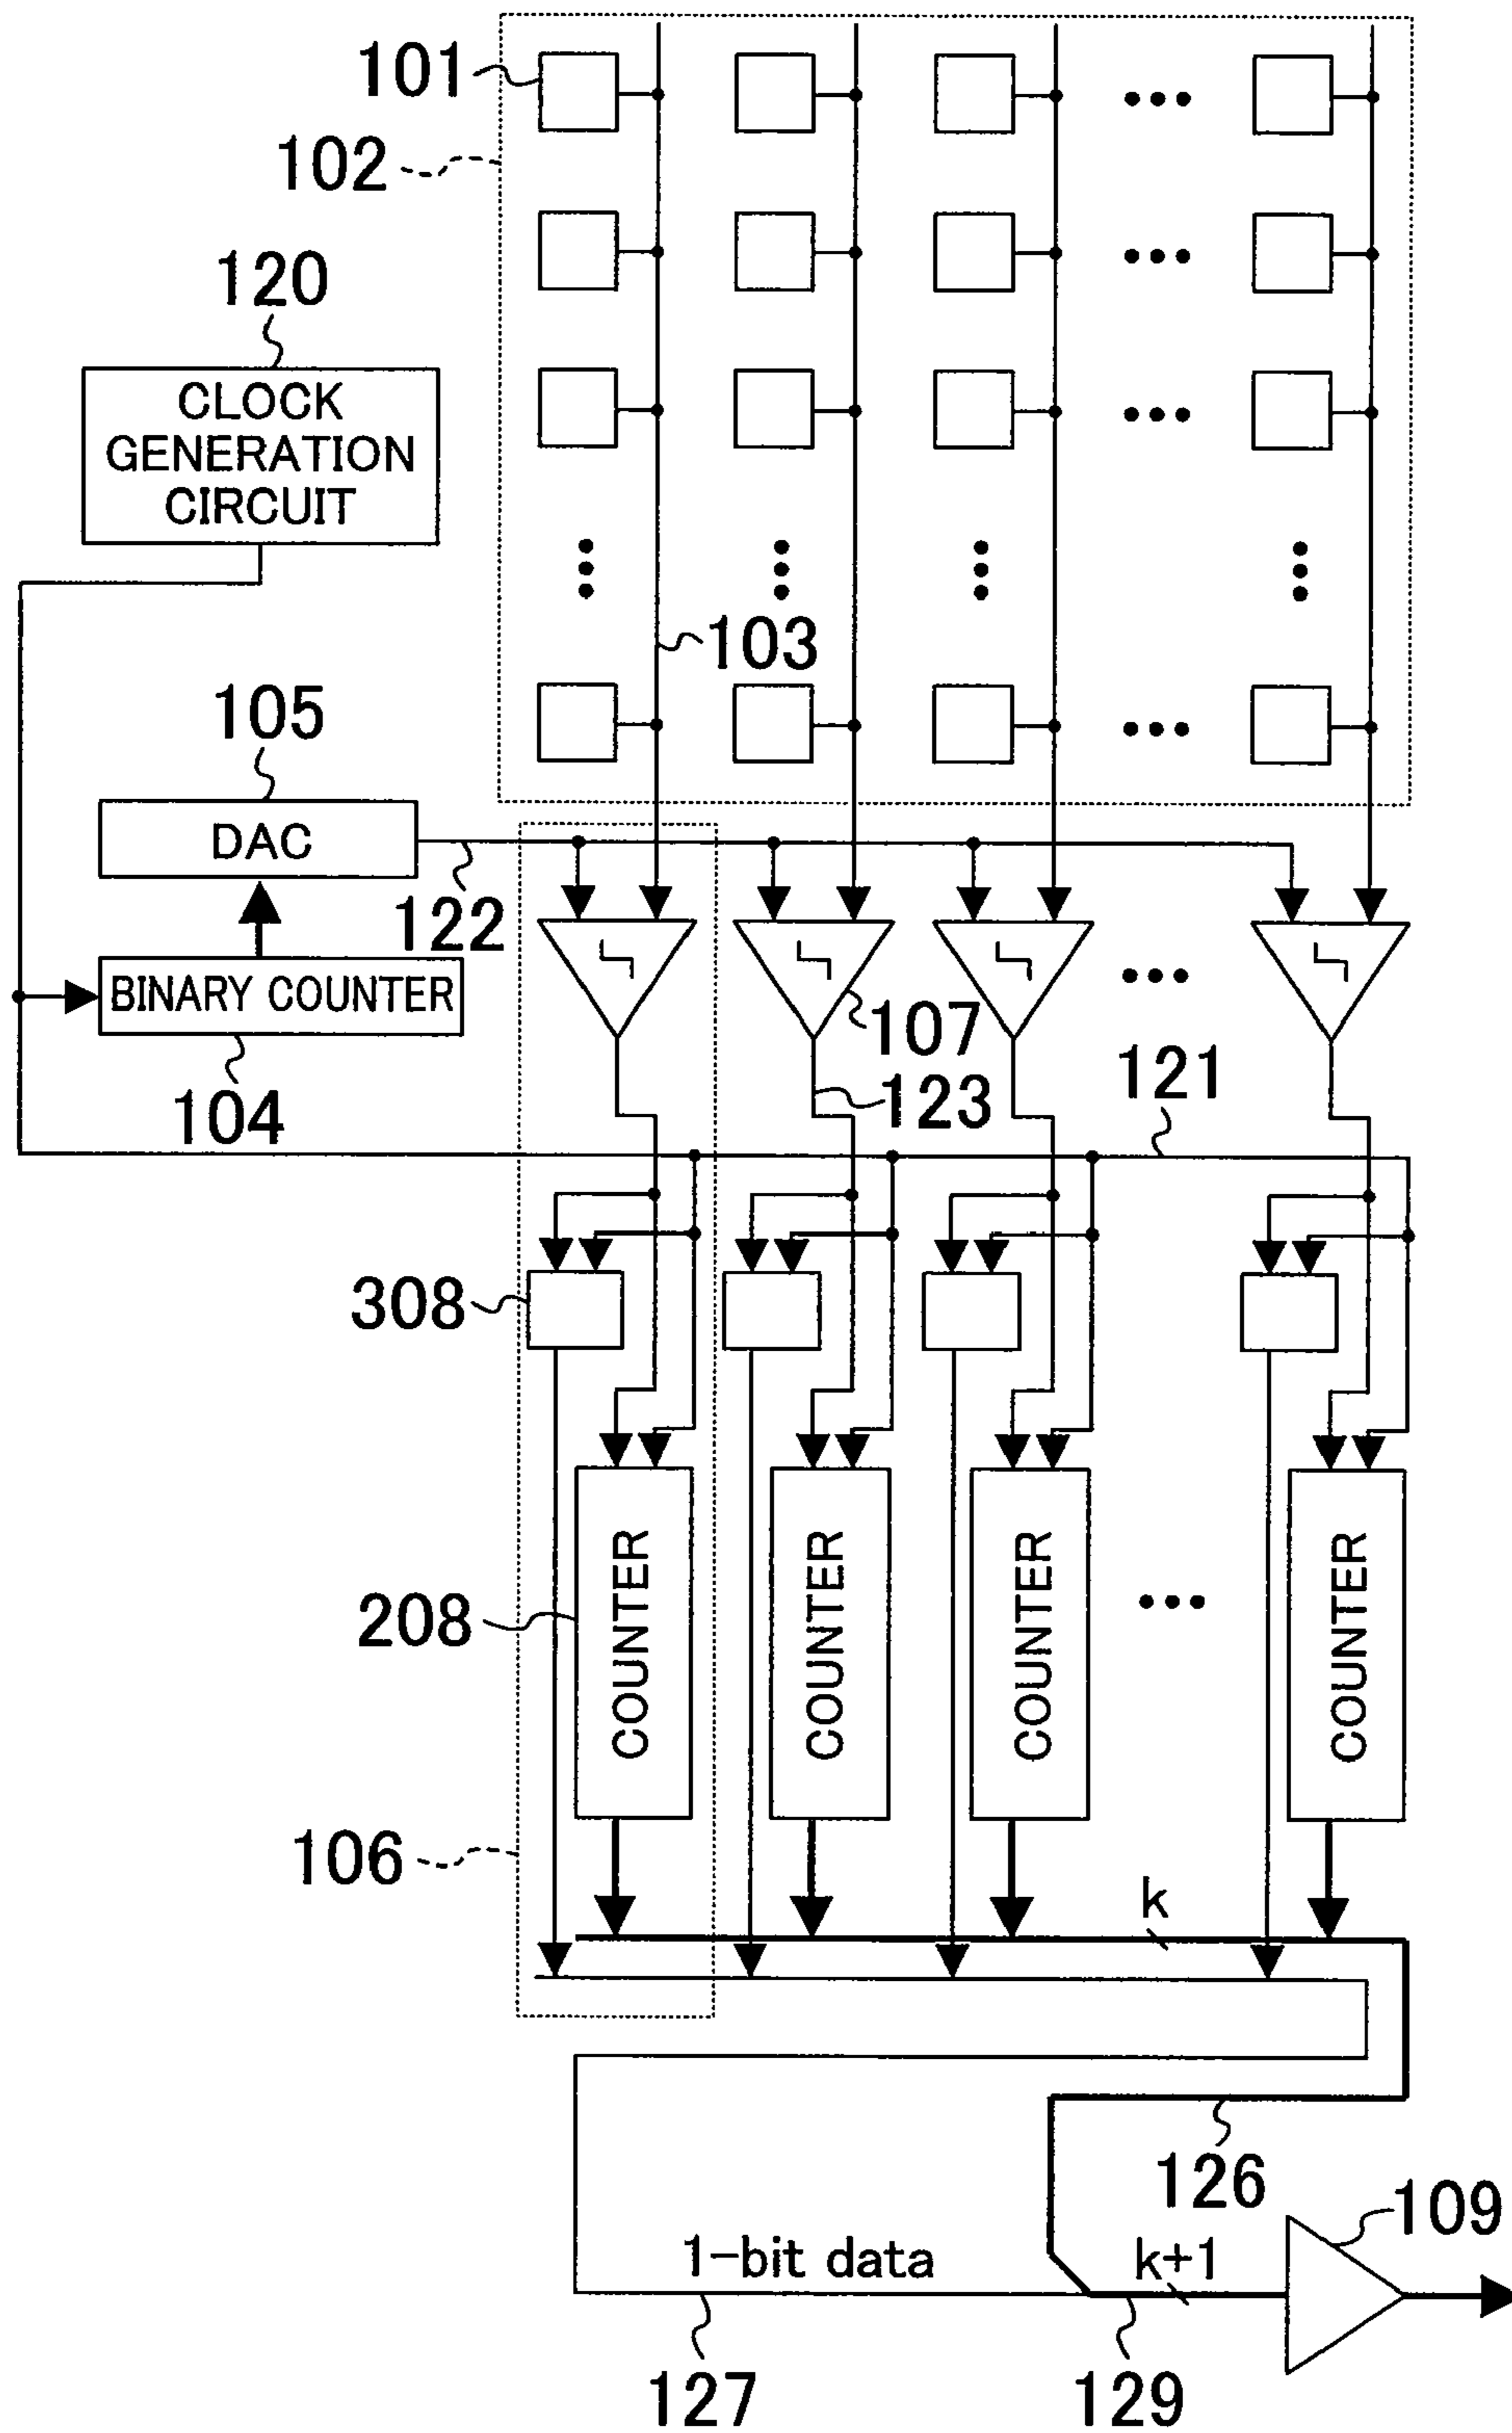 101
102
120
CLOCK
GENERATION
CIRCUIT
103
105
DAC
122
BINARY COUNTER
107
104
123
121
308
208
COUNTER
COUNTER
COUNTER
COUNTER
106
k
126
109
1-bit data
k+1
127
129